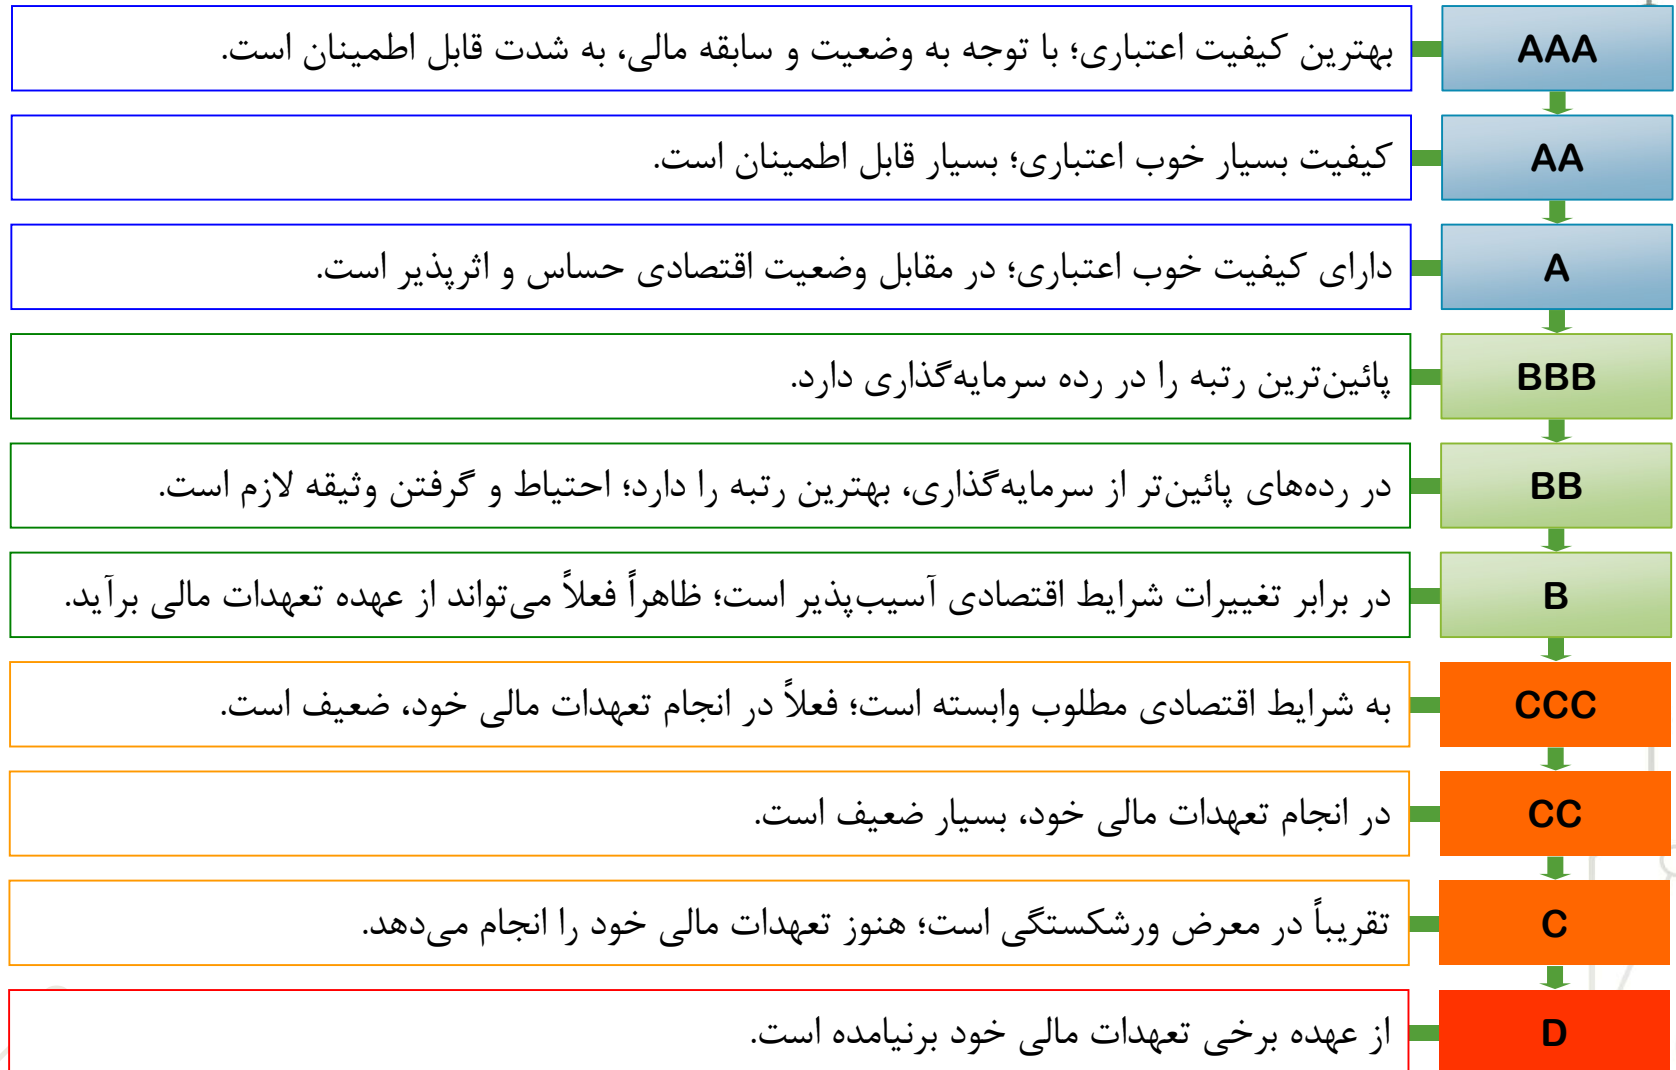 AAA
بهترین کیفیت اعتباری؛ با توجه به وضعیت و سابقه مالی، به شدت قابل اطمینان است.
AA
کیفیت بسیار خوب اعتباری؛ بسیار قابل اطمینان است.
A
دارای کیفیت خوب اعتباری؛ در مقابل وضعیت اقتصادی حساس و اثرپذیر است.
BBB
پائین‌ترین رتبه را در رده سرمایه‌گذاری دارد.
BB
در رده‌های پائین‌تر از سرمایه‌گذاری، بهترین رتبه را دارد؛ احتیاط و گرفتن وثیقه لازم است.
B
در برابر تغییرات شرایط اقتصادی آسیب‌پذیر است؛ ظاهراً فعلاً می‌تواند از عهده تعهدات مالی برآید.
CCC
به شرایط اقتصادی مطلوب وابسته است؛ فعلاً در انجام تعهدات مالی خود، ضعیف است.
CC
در انجام تعهدات مالی خود، بسیار ضعیف است.
C
تقریباً در معرض ورشکستگی است؛ هنوز تعهدات مالی خود را انجام می‌دهد.
D
از عهده برخی تعهدات مالی خود برنیامده است.